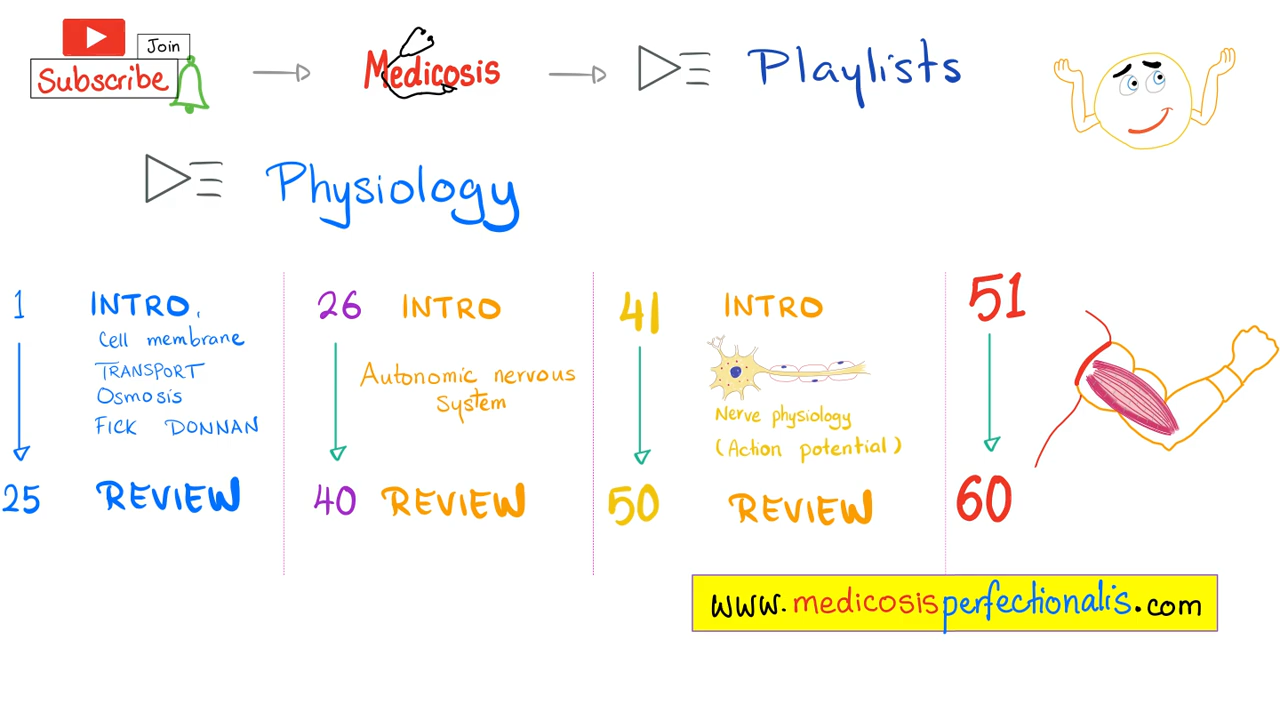 Join
Subscribe
Medicosis
Playlists
Physiology
1 INTRO.
Cell membrane
TRANSPORT
Osmosis
FICK DONNAN
25 REVIEW
26 INTRO
Autonomic nervous
system
40 REVIEW
41 INTRO
Nerve physiology
(Action potential)
50 REVIEW
51
60
www.medicosisperfectionalis.com